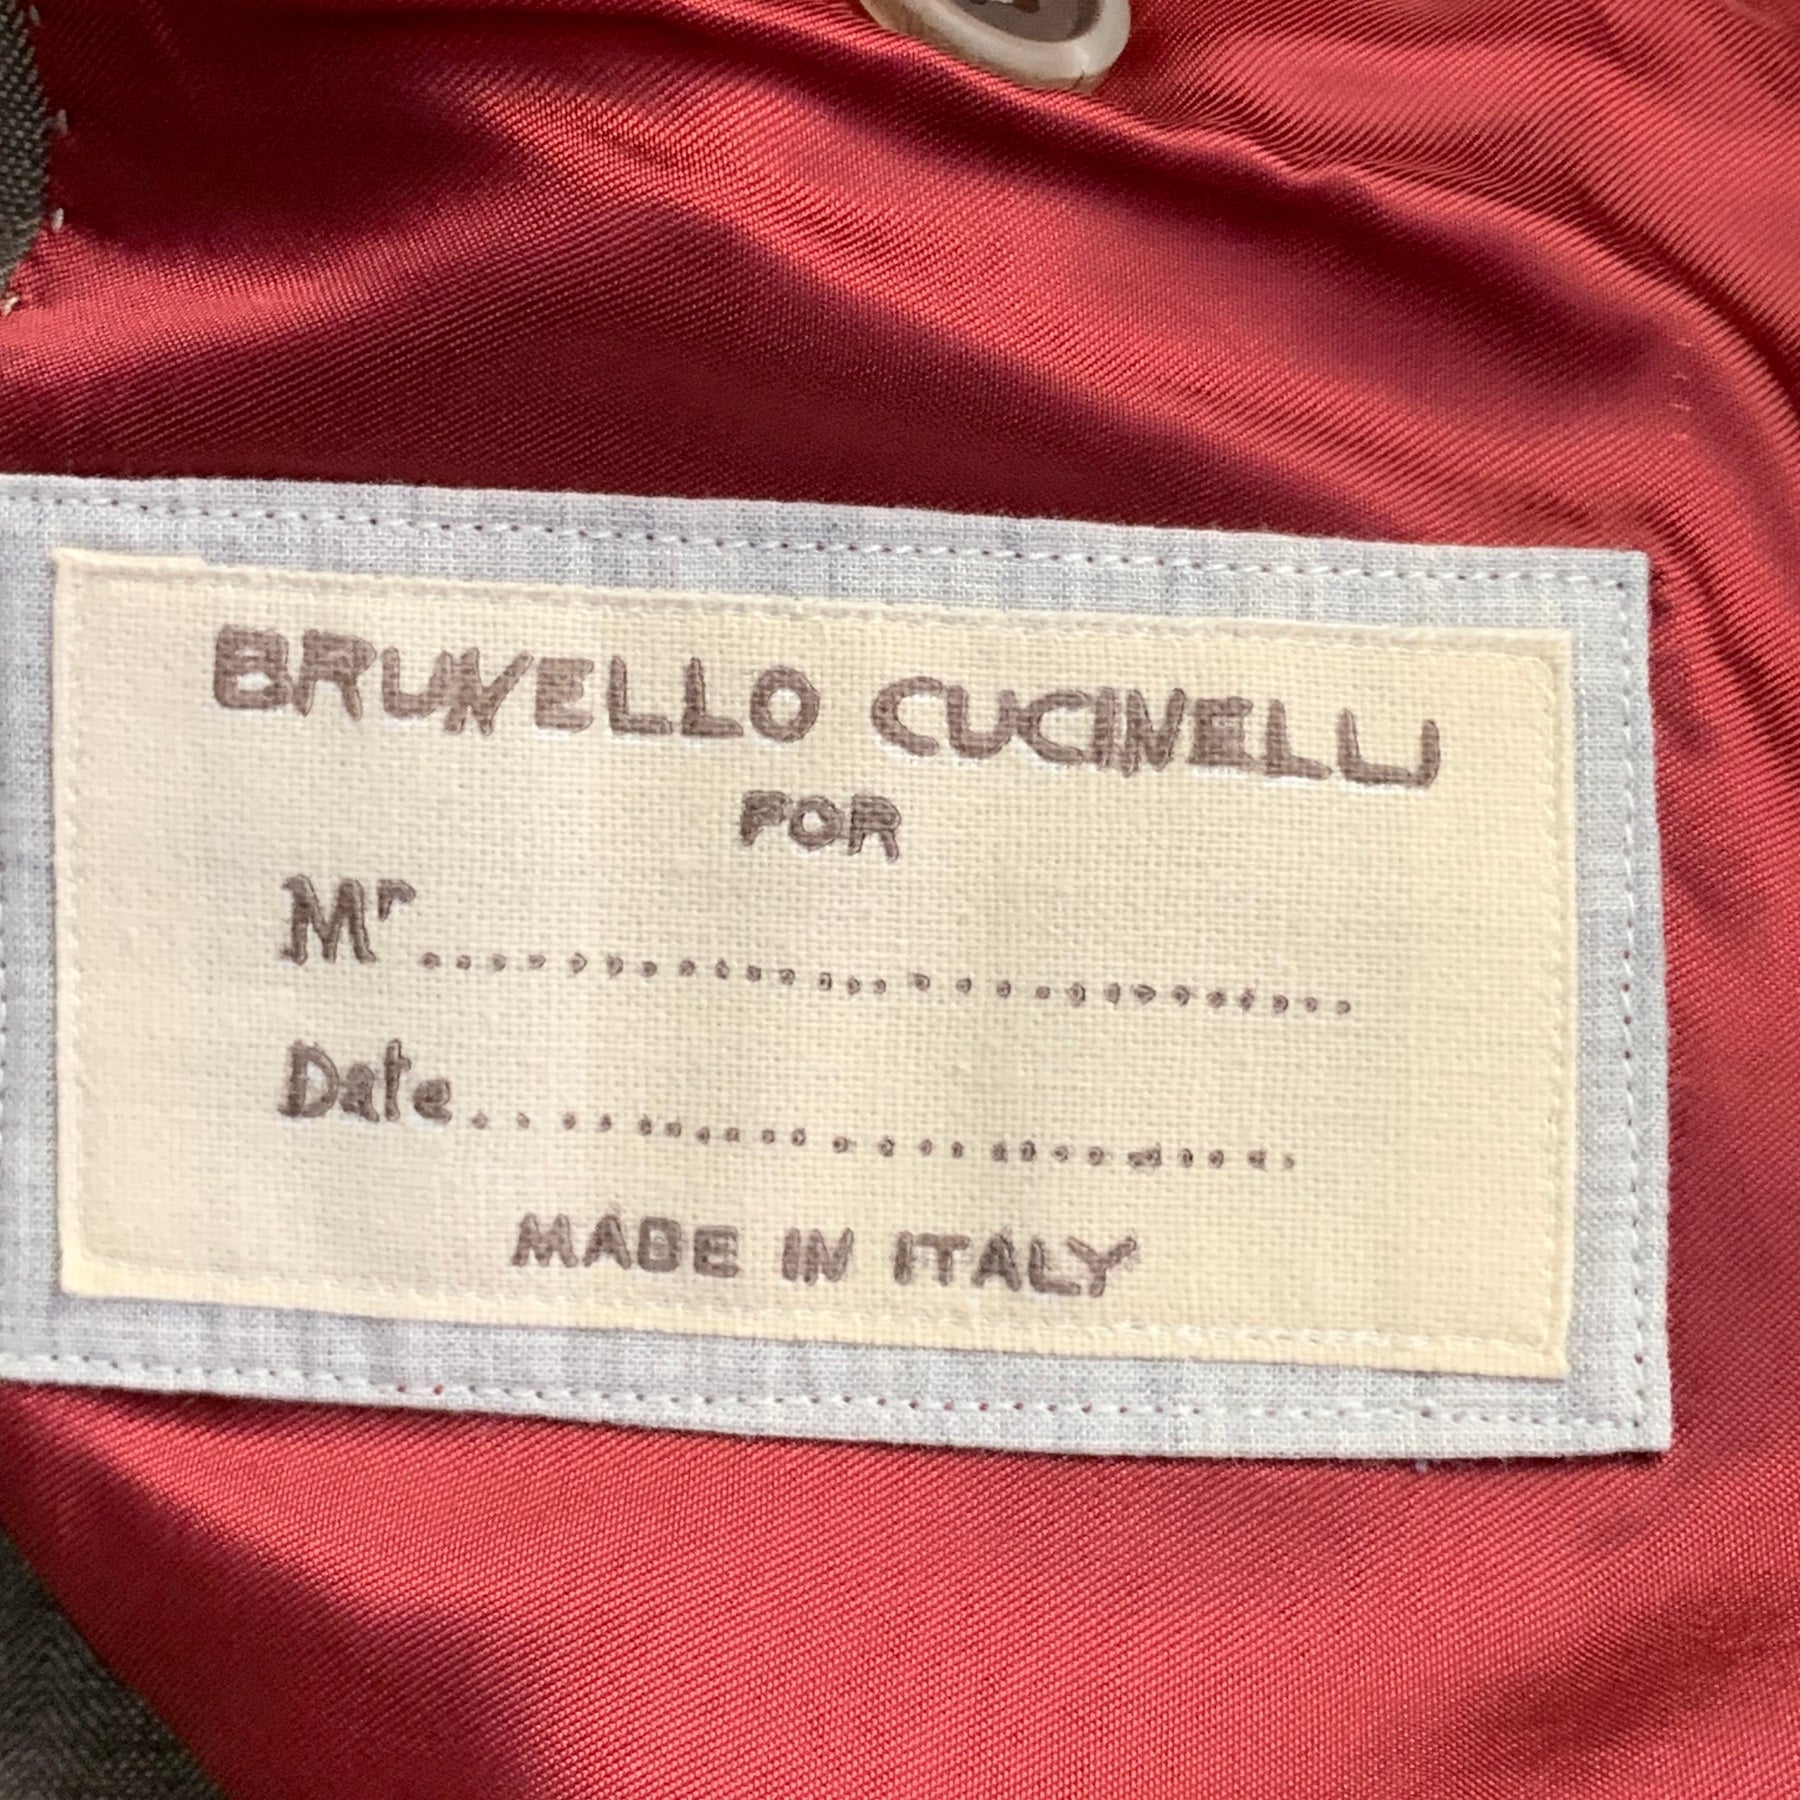 BRUNELLO CUCINELLI
FOR
Mr..............................
Date..............................
MADE IN ITALY